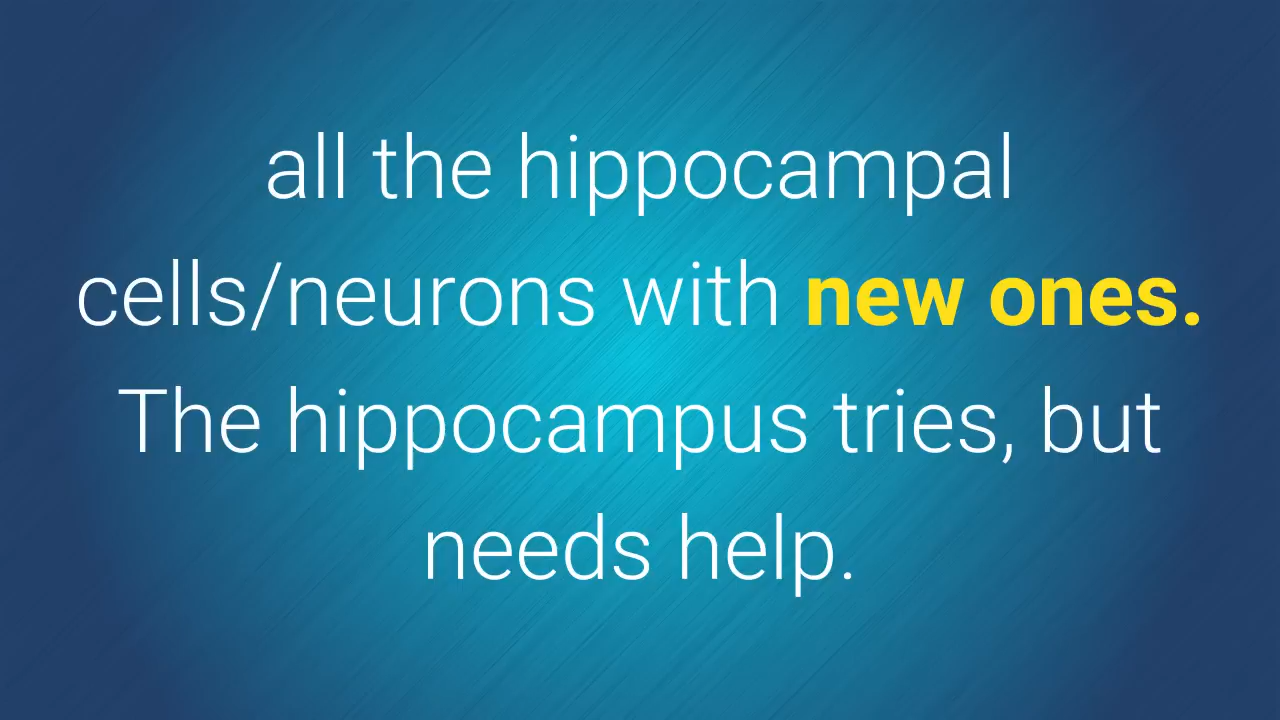 all the hippocampal
cells/neurons with new ones.
The hippocampus tries, but
needs help.